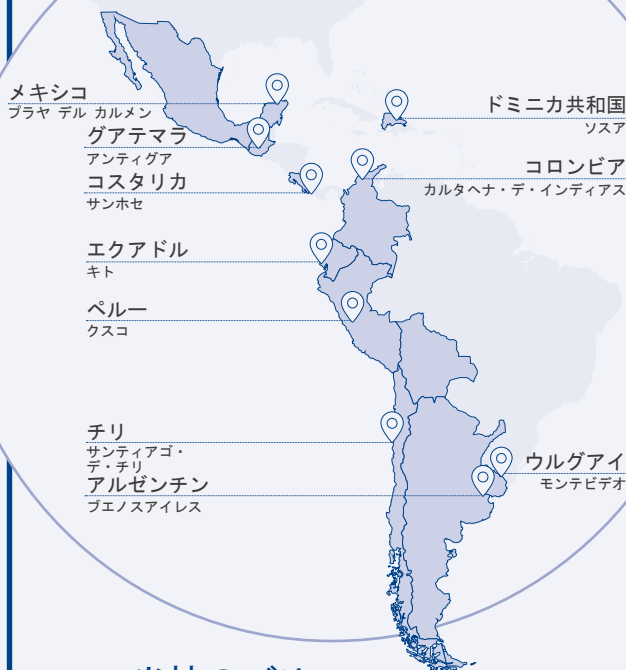 メキシコ
プラヤ デル カルメン
グアテマラ
アンティグア
コスタリカ
サンホセ
エクアドル
キト
ペルー
クスコ
チリ
サンティアゴ・
デ・チリ
アルゼンチン
ブエノスアイレス
ドミニカ共和国
ソスア
コロンビア
カルタヘナ・デ・インディアス
ウルグアイ
モンテビデオ